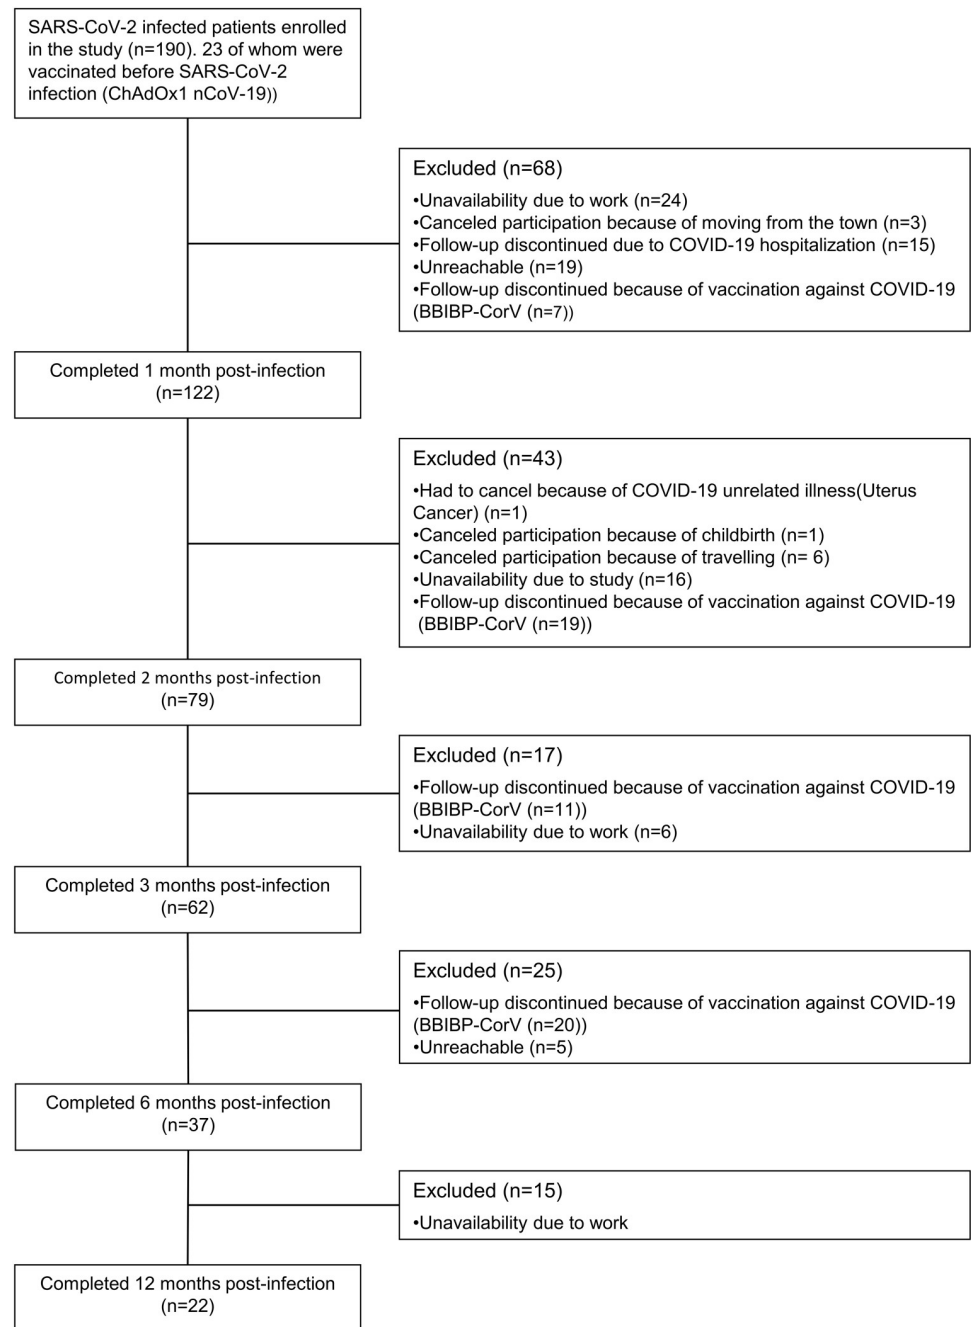 SARS-CoV-2 infected patients enrolled
in the study (n=190). 23 of whom were
vaccinated before SARS-CoV-2
infection (ChAdOx1 nCoV-19))
Excluded (n=68)
•Unavailability due to work (n=24)
•Canceled participation because of moving from the town (n=3)
•Follow-up discontinued due to COVID-19 hospitalization (n=15)
•Unreachable (n=19)
•Follow-up discontinued because of vaccination against COVID-19
(BBIBP-CorV (n=7))
Completed 1 month post-infection
(n=122)
Excluded (n=43)
•Had to cancel because of COVID-19 unrelated illness(Uterus
Cancer) (n=1)
•Canceled participation because of childbirth (n=1)
•Canceled participation because of travelling (n= 6)
•Unavailability due to study (n=16)
•Follow-up discontinued because of vaccination against COVID-19
(BBIBP-CorV (n=19))
Completed 2 months post-infection
(n=79)
Excluded (n=17)
•Follow-up discontinued because of vaccination against COVID-19
(BBIBP-CorV (n=11))
•Unavailability due to work (n=6)
Completed 3 months post-infection
(n=62)
Excluded (n=25)
•Follow-up discontinued because of vaccination against COVID-19
(BBIBP-CorV (n=20))
•Unreachable (n=5)
Completed 6 months post-infection
(n=37)
Excluded (n=15)
•Unavailability due to work
Completed 12 months post-infection
(n=22)